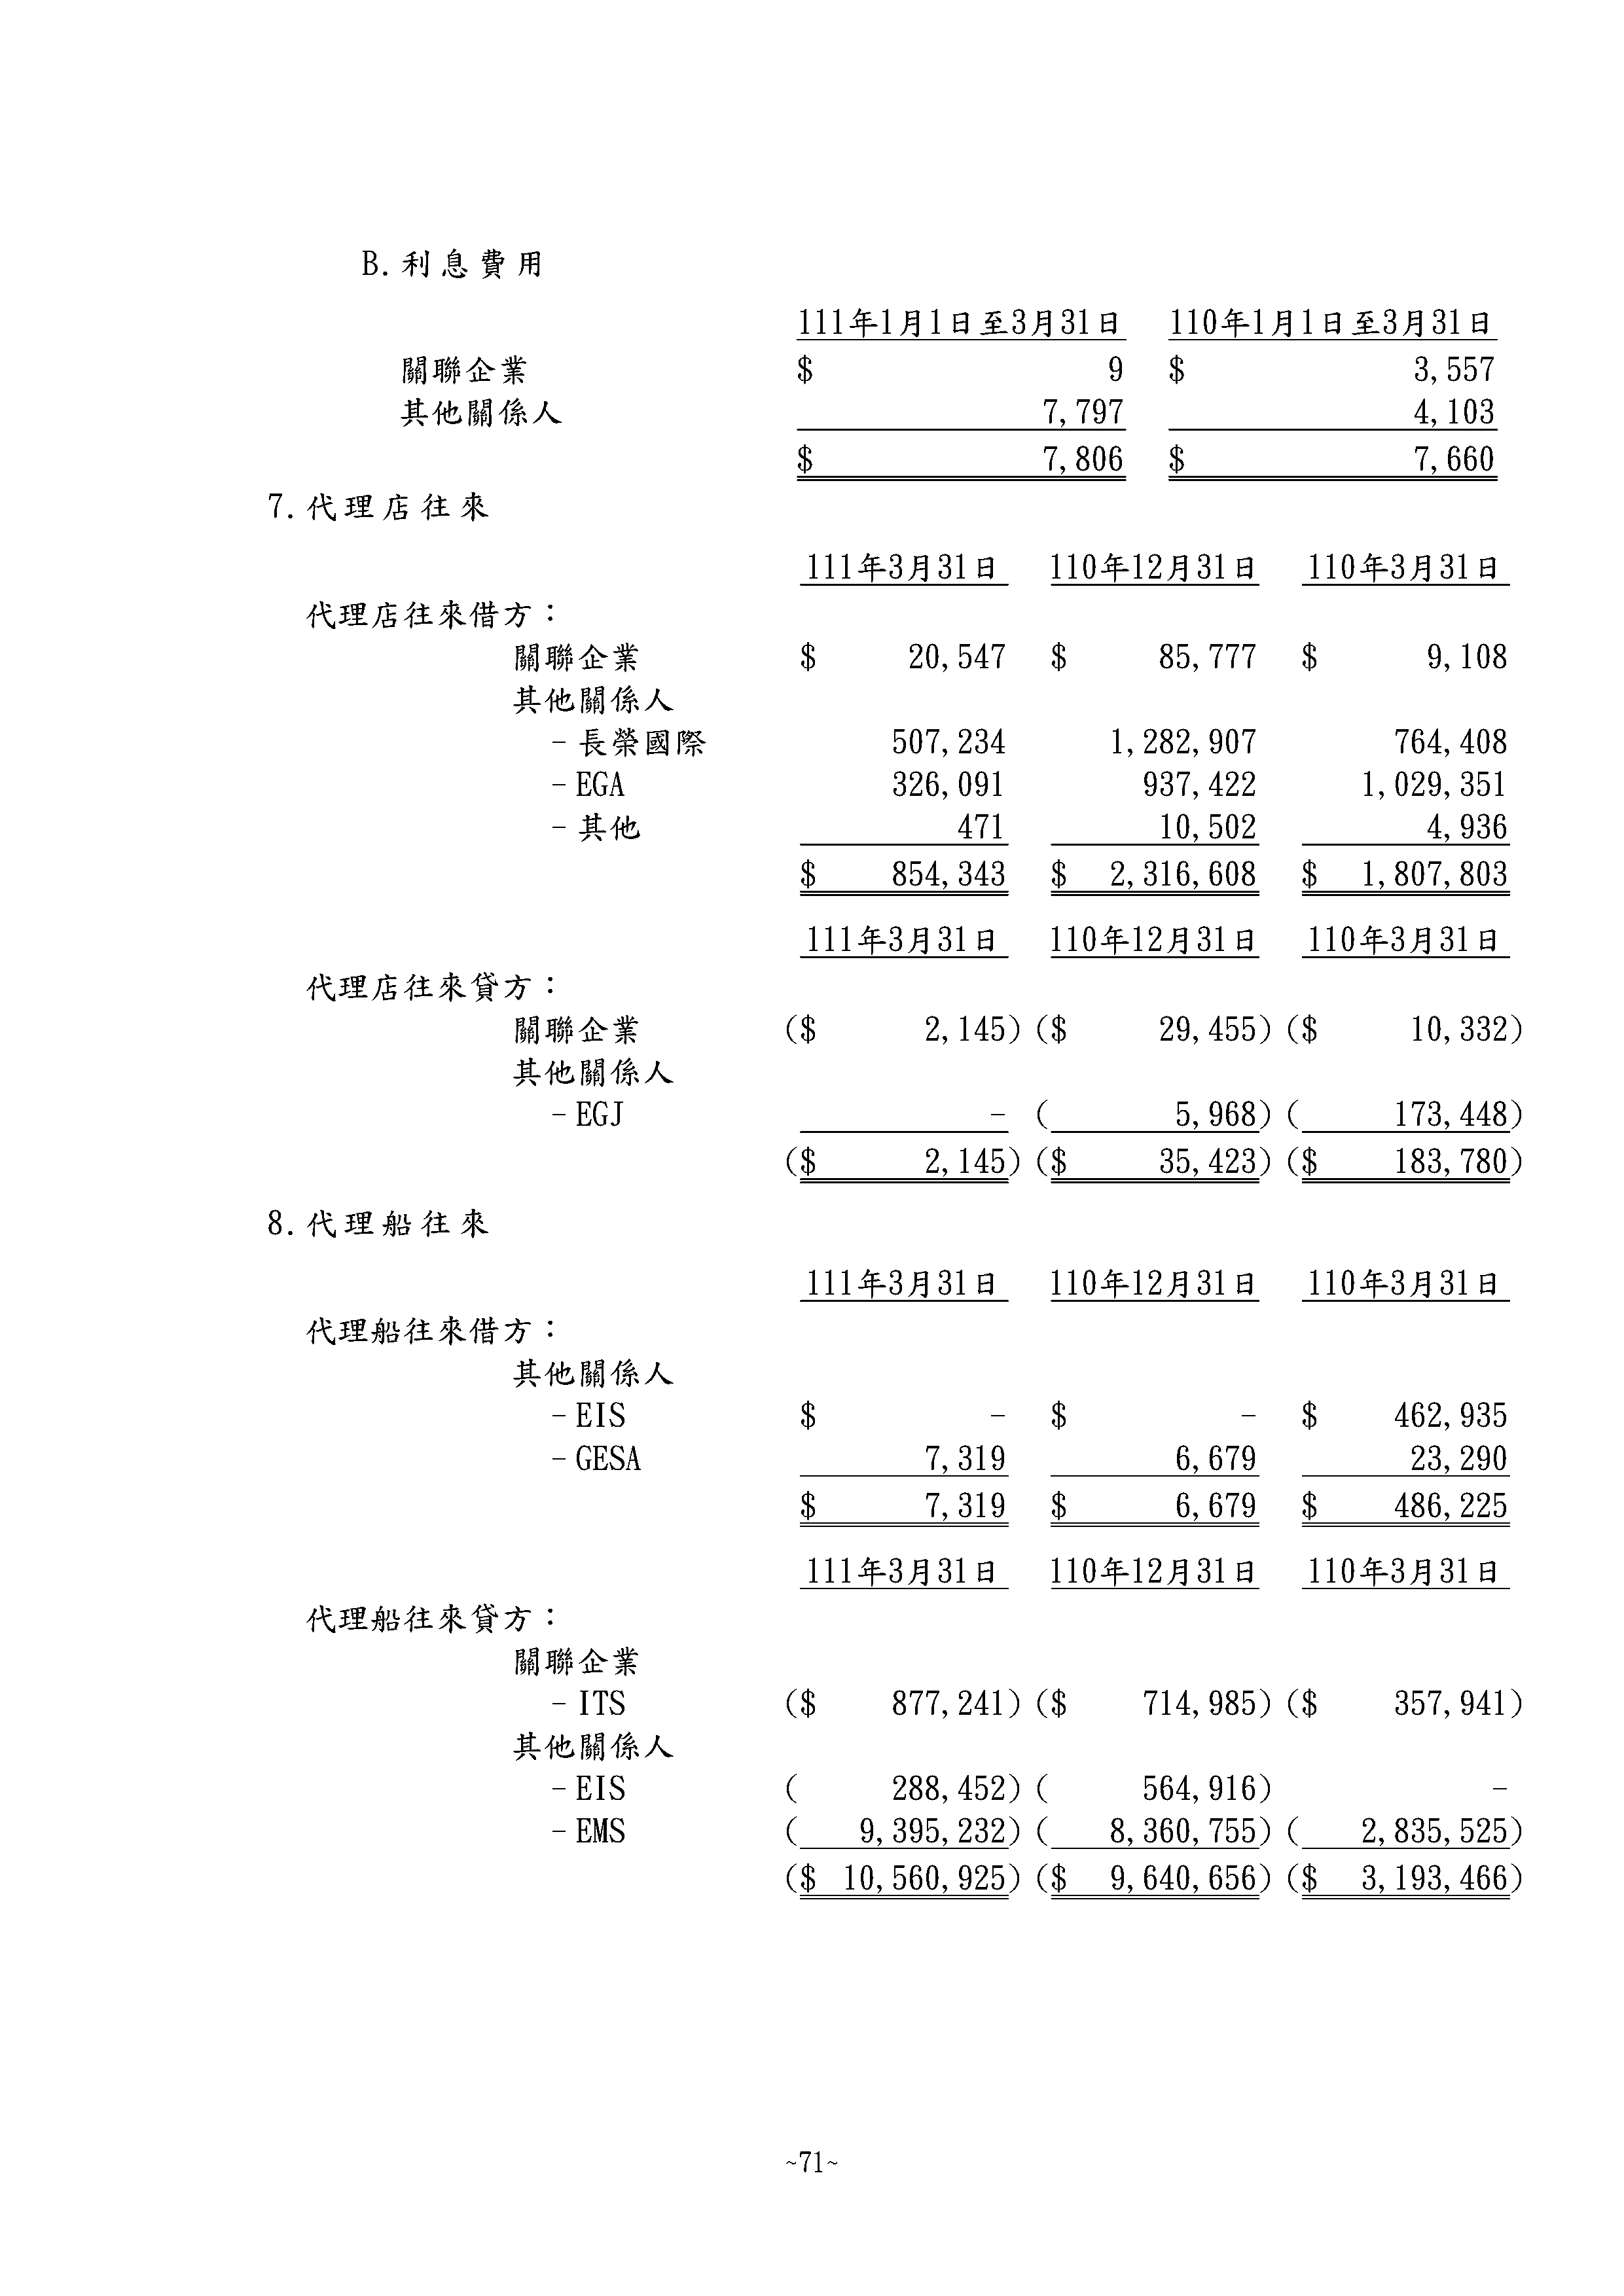 B. 利息費用
111年1月1日至3月31日 110年1月1日至3月31日
關聯企業 $ 9 $ 3,557
其他關係人 7,797 4,103
$ 7,806 $ 7,660
7. 代理店往來
111年3月31日 110年12月31日 110年3月31日
代理店往來借方：
關聯企業 $ 20,547 $ 85,777 $ 9,108
其他關係人
－長榮國際 507,234 1,282,907 764,408
－EGA 326,091 937,422 1,029,351
－其他 471 10,502 4,936
$ 854,343 $ 2,316,608 $ 1,807,803
111年3月31日 110年12月31日 110年3月31日
代理店往來貸方：
關聯企業 ($ 2,145) ($ 29,455) ($ 10,332)
其他關係人
－EGJ － ( 5,968) ( 173,448)
($ 2,145) ($ 35,423) ($ 183,780)
8. 代理船往來
111年3月31日 110年12月31日 110年3月31日
代理船往來借方：
其他關係人
－EIS $ － $ － $ 462,935
－GESA 7,319 6,679 23,290
$ 7,319 $ 6,679 $ 486,225
111年3月31日 110年12月31日 110年3月31日
代理船往來貸方：
關聯企業
－ITS ($ 877,241) ($ 714,985) ($ 357,941)
其他關係人
－EIS ( 288,452) ( 564,916) －
－EMS ( 9,395,232) ( 8,360,755) ( 2,835,525)
($ 10,560,925) ($ 9,640,656) ($ 3,193,466)
~71~